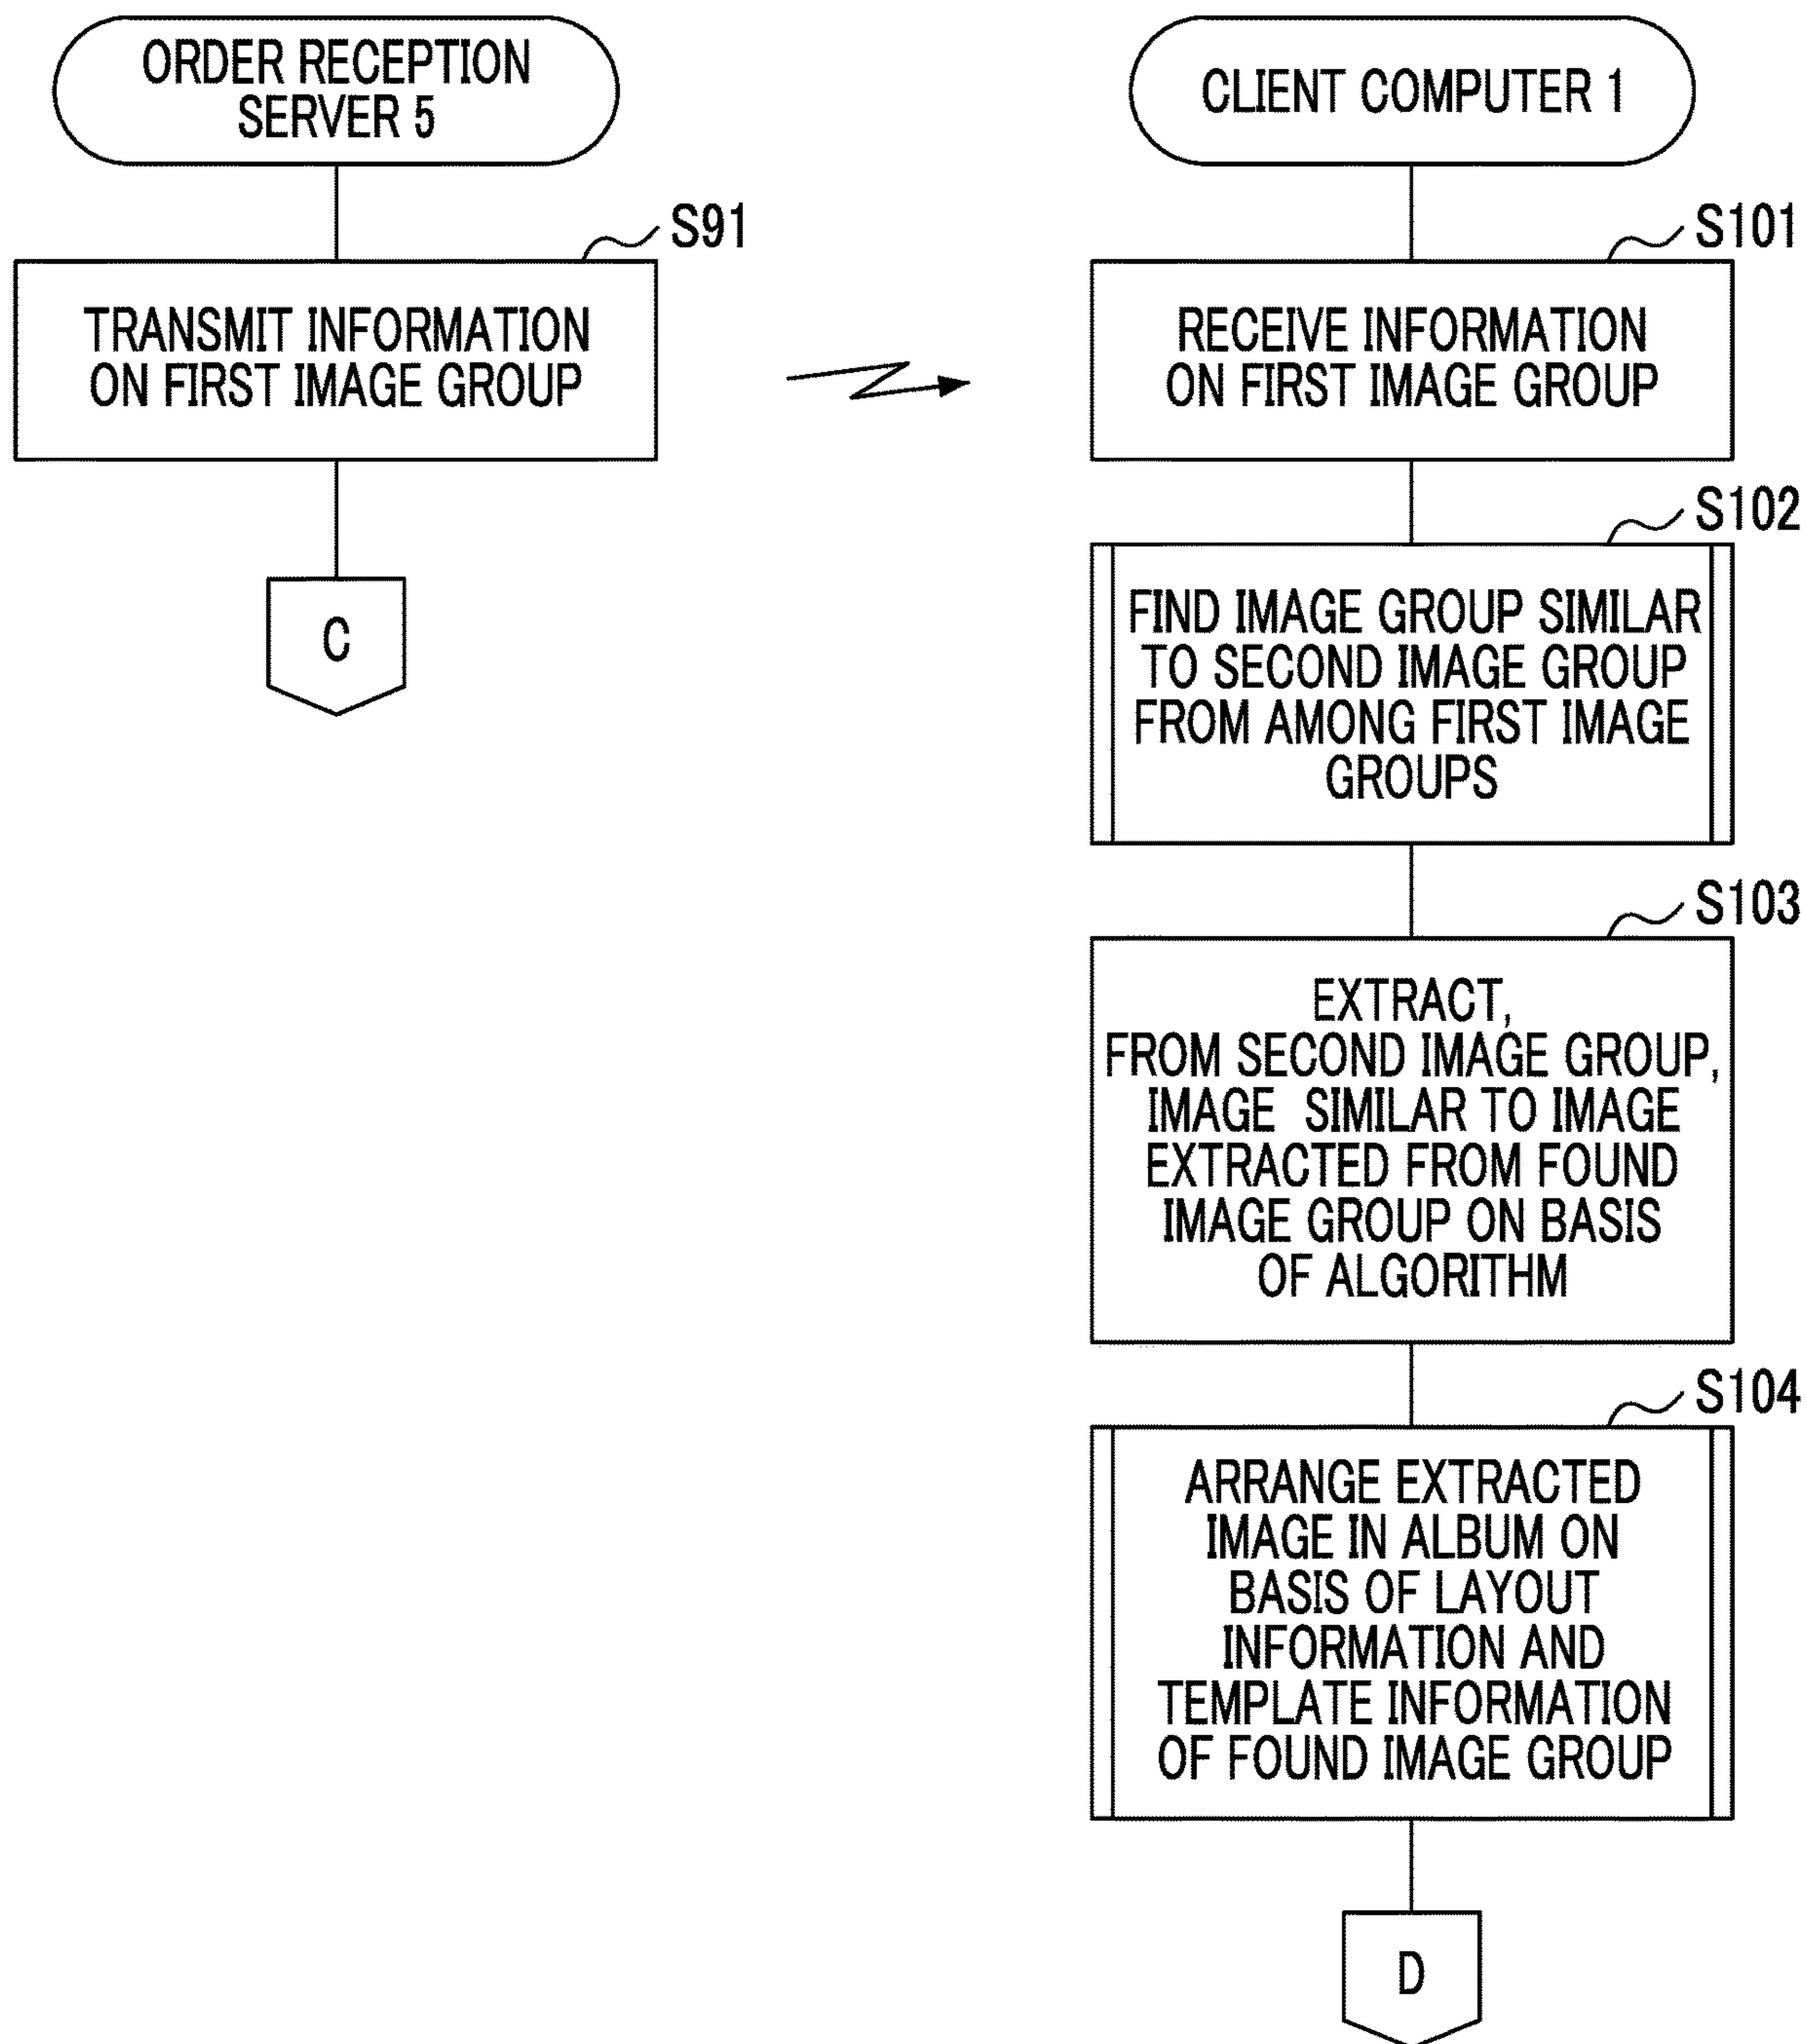 ORDER RECEPTION
SERVER 5
S91
TRANSMIT INFORMATION
ON FIRST IMAGE GROUP
C
CLIENT COMPUTER 1
S101
RECEIVE INFORMATION
ON FIRST IMAGE GROUP
S102
FIND IMAGE GROUP SIMILAR
TO SECOND IMAGE GROUP
FROM AMONG FIRST IMAGE
GROUPS
S103
EXTRACT,
FROM SECOND IMAGE GROUP,
IMAGE SIMILAR TO IMAGE
EXTRACTED FROM FOUND
IMAGE GROUP ON BASIS
OF ALGORITHM
S104
ARRANGE EXTRACTED
IMAGE IN ALBUM ON
BASIS OF LAYOUT
INFORMATION AND
TEMPLATE INFORMATION
OF FOUND IMAGE GROUP
D